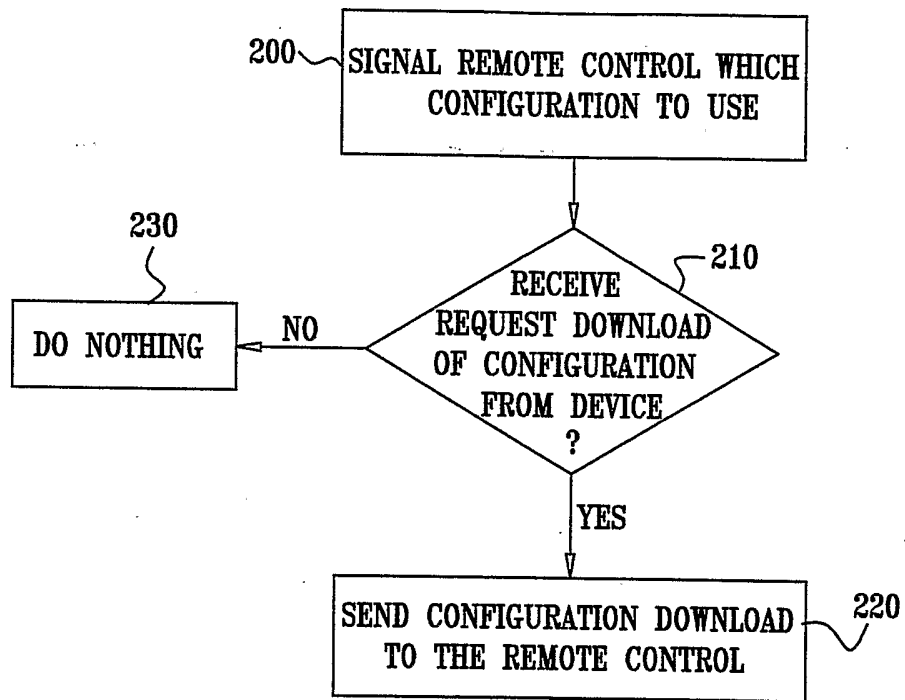 200
SIGNAL REMOTE CONTROL WHICH
CONFIGURATION TO USE
230
210
RECEIVE
REQUEST DOWNLOAD
OF CONFIGURATION
FROM DEVICE
?
NO
DO NOTHING
YES
220
SEND CONFIGURATION DOWNLOAD
TO THE REMOTE CONTROL